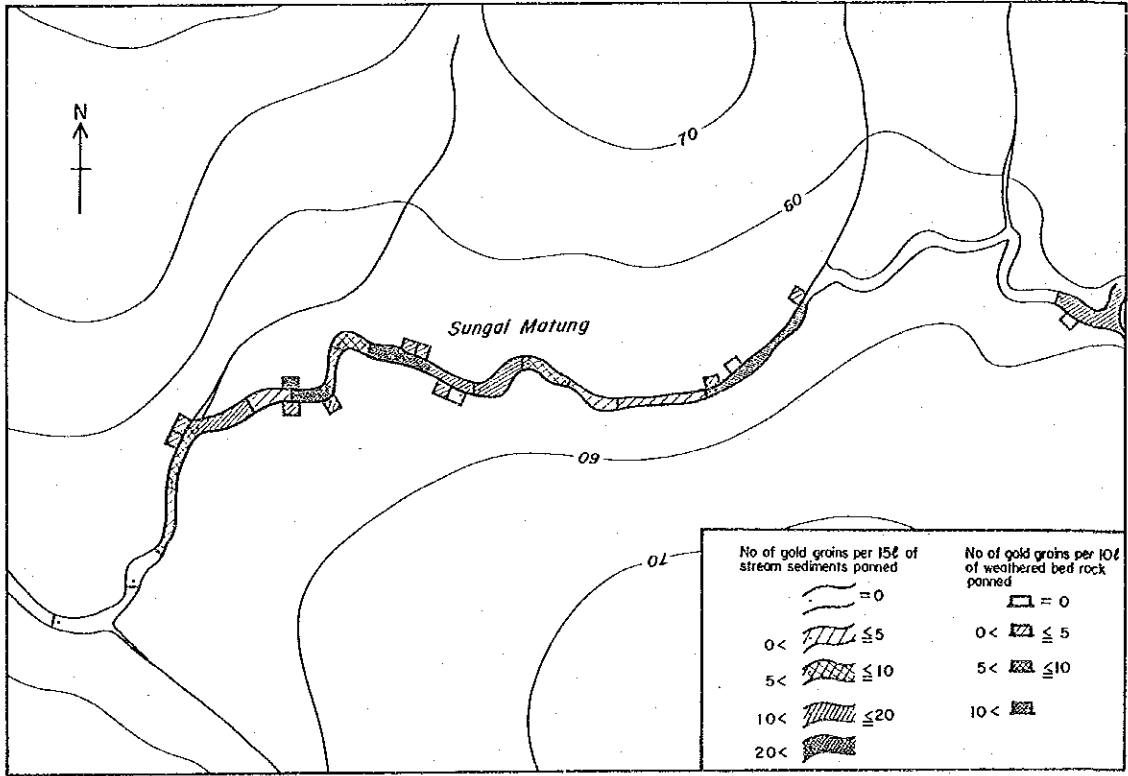 N
70
60
Sungai Matung
60
70
No of gold grains per 15ℓ of
stream sediments panned
= 0
0< ≦5
5< ≦10
10< ≦20
20<
No of gold grains per 10ℓ
of weathered bed rock
panned
= 0
0< ≦ 5
5< ≦10
10<